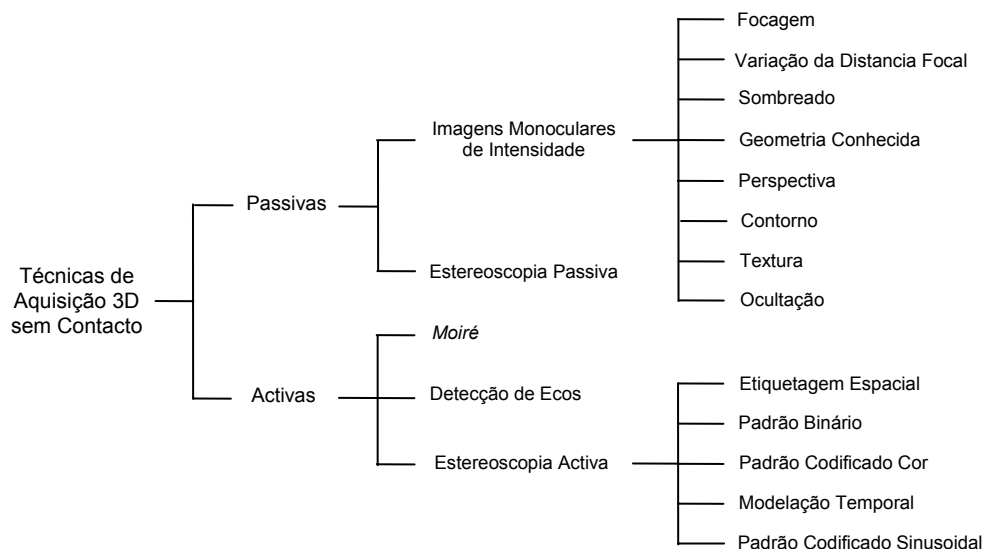 Técnicas de
Aquisição 3D
sem Contacto
Passivas
Imagens Monoculares
de Intensidade
Focagem
Variação da Distancia Focal
Sombreado
Geometria Conhecida
Perspectiva
Contorno
Textura
Ocultação
Estereoscopia Passiva
Activas
Moiré
Detecção de Ecos
Estereoscopia Activa
Etiquetagem Espacial
Padrão Binário
Padrão Codificado Cor
Modelação Temporal
Padrão Codificado Sinusoidal